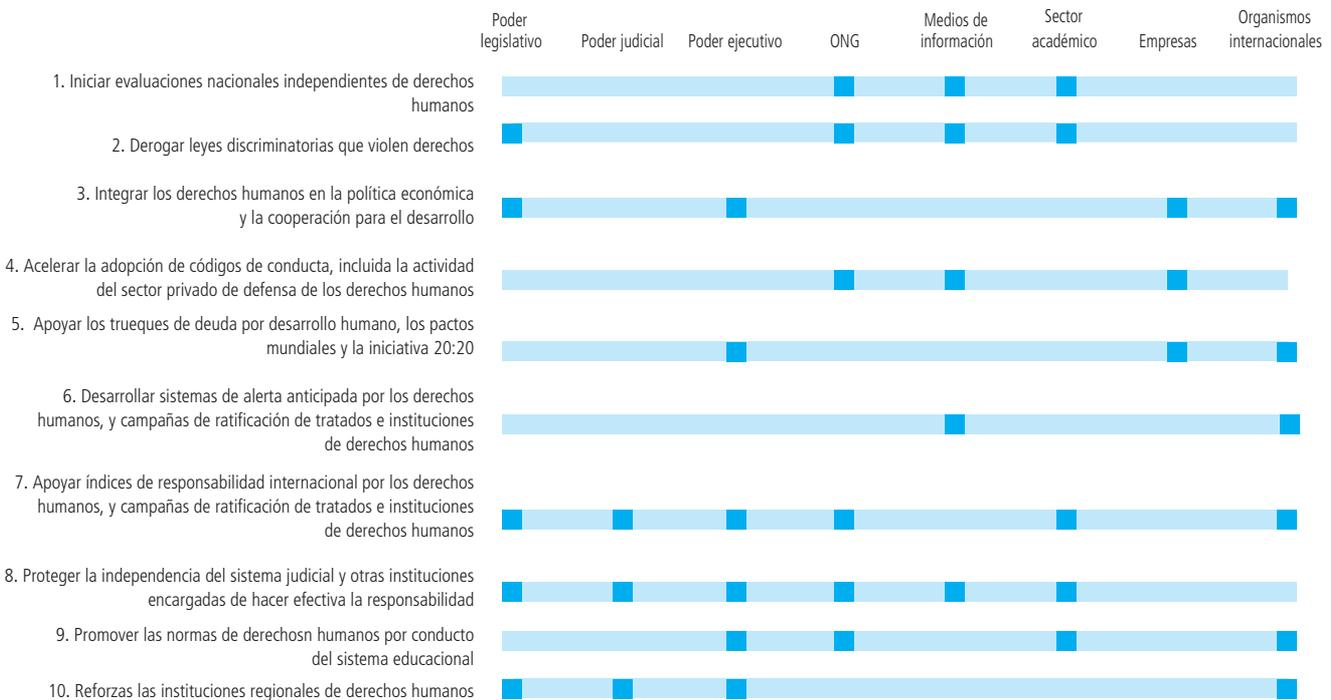 Poder
legislativo
Poder judicial
Poder ejecutivo
ONG
Medios de
información
Sector
académico
Empresas
Organismos
internacionales
1. Iniciar evaluaciones nacionales independientes de derechos
humanos
2. Derogar leyes discriminatorias que violen derechos
3. Integrar los derechos humanos en la política económica
y la cooperación para el desarrollo
4. Acelerar la adopción de códigos de conducta, incluida la actividad
del sector privado de defensa de los derechos humanos
5. Apoyar los trueques de deuda por desarrollo humano, los pactos
mundiales y la iniciativa 20:20
6. Desarrollar sistemas de alerta anticipada por los derechos
humanos, y campañas de ratificación de tratados e instituciones
de derechos humanos
7. Apoyar índices de responsabilidad internacional por los derechos
humanos, y campañas de ratificación de tratados e instituciones
de derechos humanos
8. Proteger la independencia del sistema judicial y otras instituciones
encargadas de hacer efectiva la responsabilidad
9. Promover las normas de derechosn humanos por conducto
del sistema educacional
10. Reforzas las instituciones regionales de derechos humanos